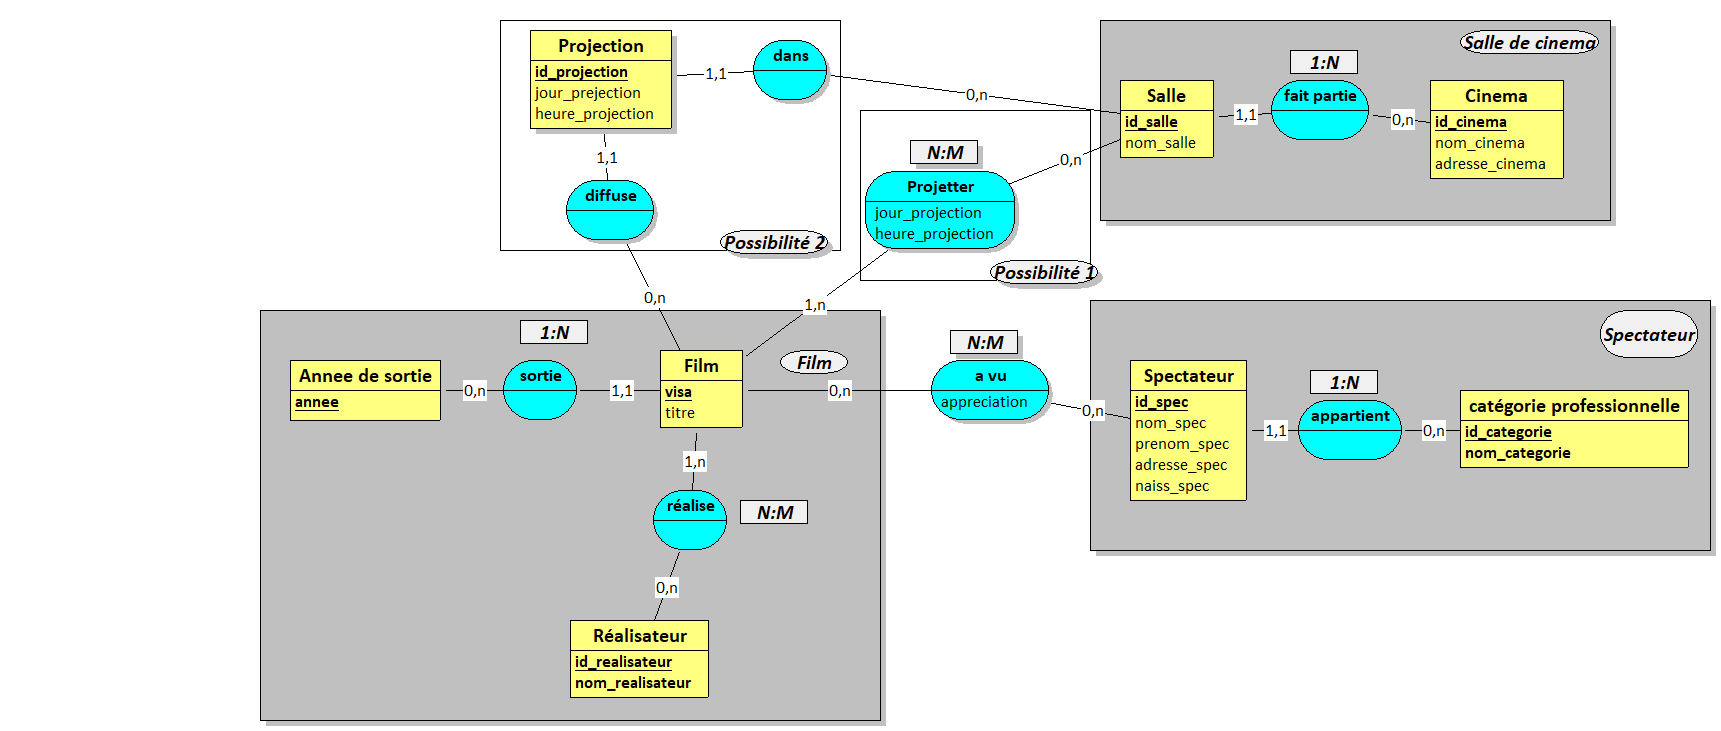 Projection
id_projection
jour_prejection
heure_projection
1,1
dans
0,n
1,1
diffuse
Possibilité 2
0,n
Salle de cinema
1:N
Salle
id_salle
nom_salle
1,1
fait partie
0,n
Cinema
id_cinema
nom_cinema
adresse_cinema
N:M
0,n
Projetter
jour_projection
heure_projection
Possibilité 1
1,n
1:N
Film
Annee de sortie
annee
0,n
sortie
1,1
Film
visa
titre
0,n
N:M
a vu
appreciation
0,n
1,n
réalise
N:M
0,n
Réalisateur
id_realisateur
nom_realisateur
Spectateur
Spectateur
id_spec
nom_spec
prenom_spec
adresse_spec
naiss_spec
1:N
1,1
appartient
0,n
catégorie professionnelle
id_categorie
nom_categorie